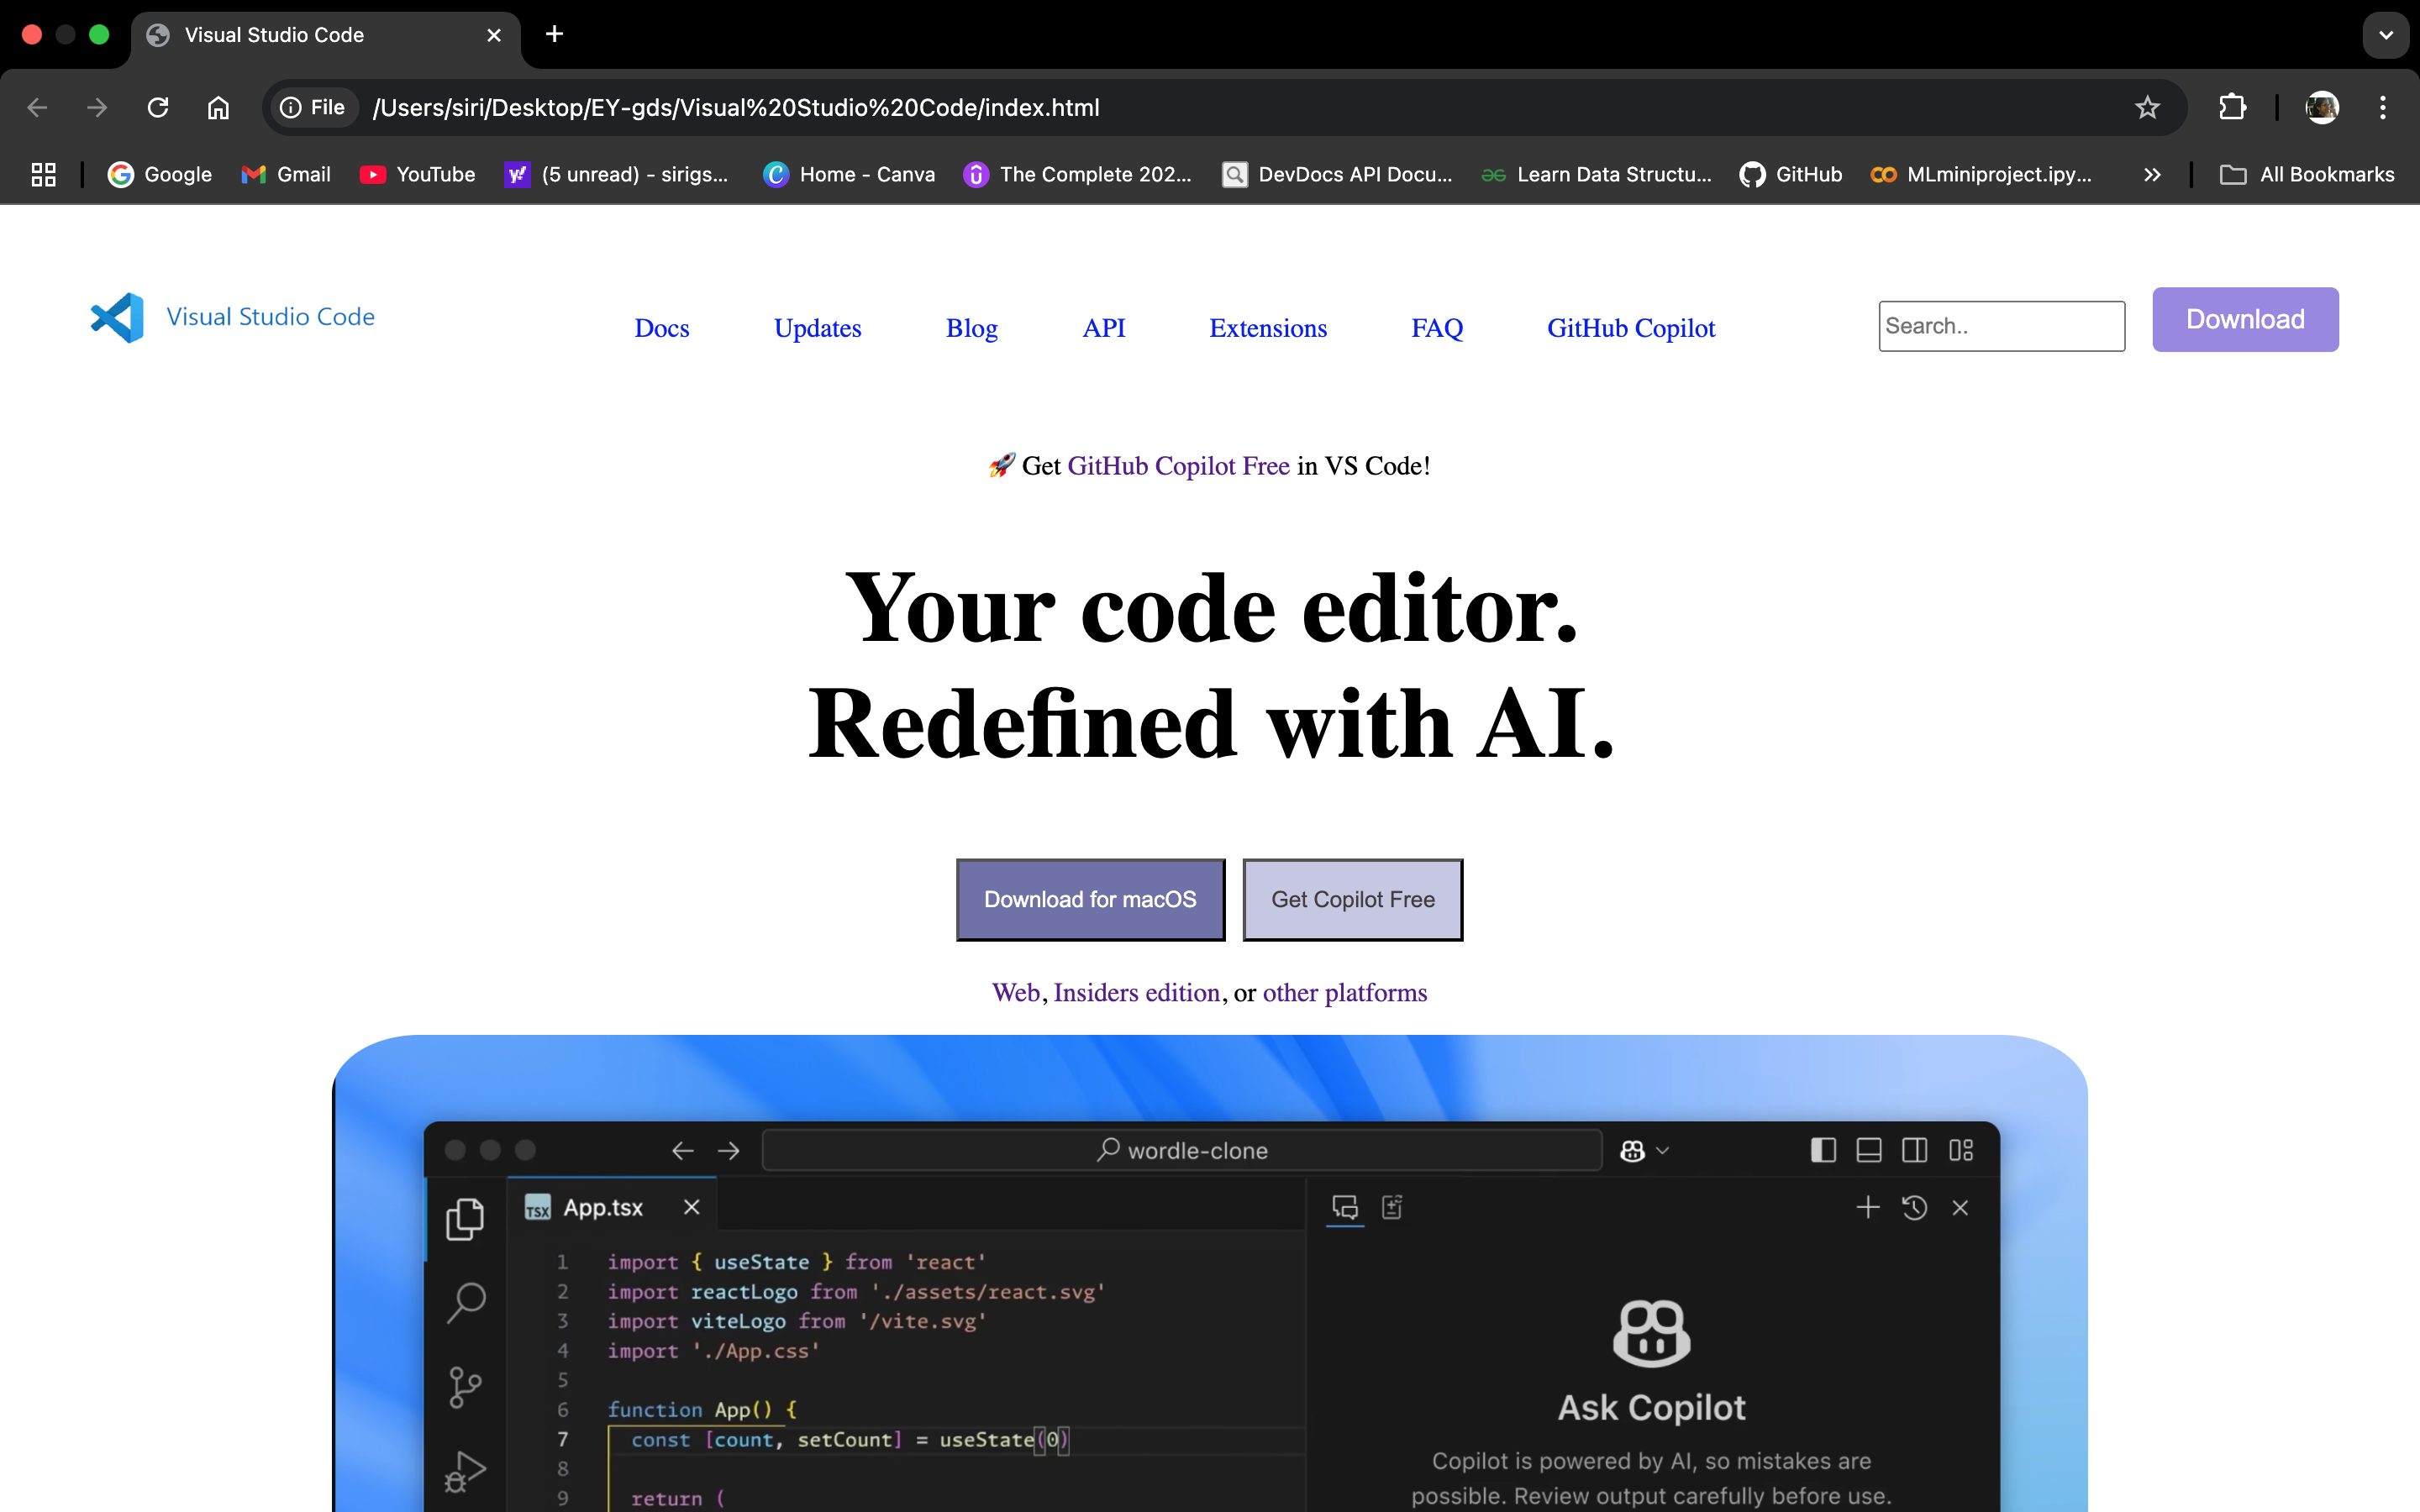 Visual Studio Code
File /Users/siri/Desktop/EY-gds/Visual%20Studio%20Code/index.html
Google Gmail YouTube (5 unread) - sirigs... Home - Canva The Complete 202... DevDocs API Docu... Learn Data Structu... GitHub MLminiproject.ipy... All Bookmarks
Visual Studio Code Docs Updates Blog API Extensions FAQ GitHub Copilot Search.. Download
🚀 Get GitHub Copilot Free in VS Code!
Your code editor.
Redefined with AI.
Download for macOS Get Copilot Free
Web, Insiders edition, or other platforms
wordle-clone
TSX App.tsx
1 import { useState } from 'react'
2 import reactLogo from './assets/react.svg'
3 import viteLogo from '/vite.svg'
4 import './App.css'
5
6 function App() {
7 const [count, setCount] = useState(0)
8
9 return (
Ask Copilot
Copilot is powered by AI, so mistakes are
possible. Review output carefully before use.